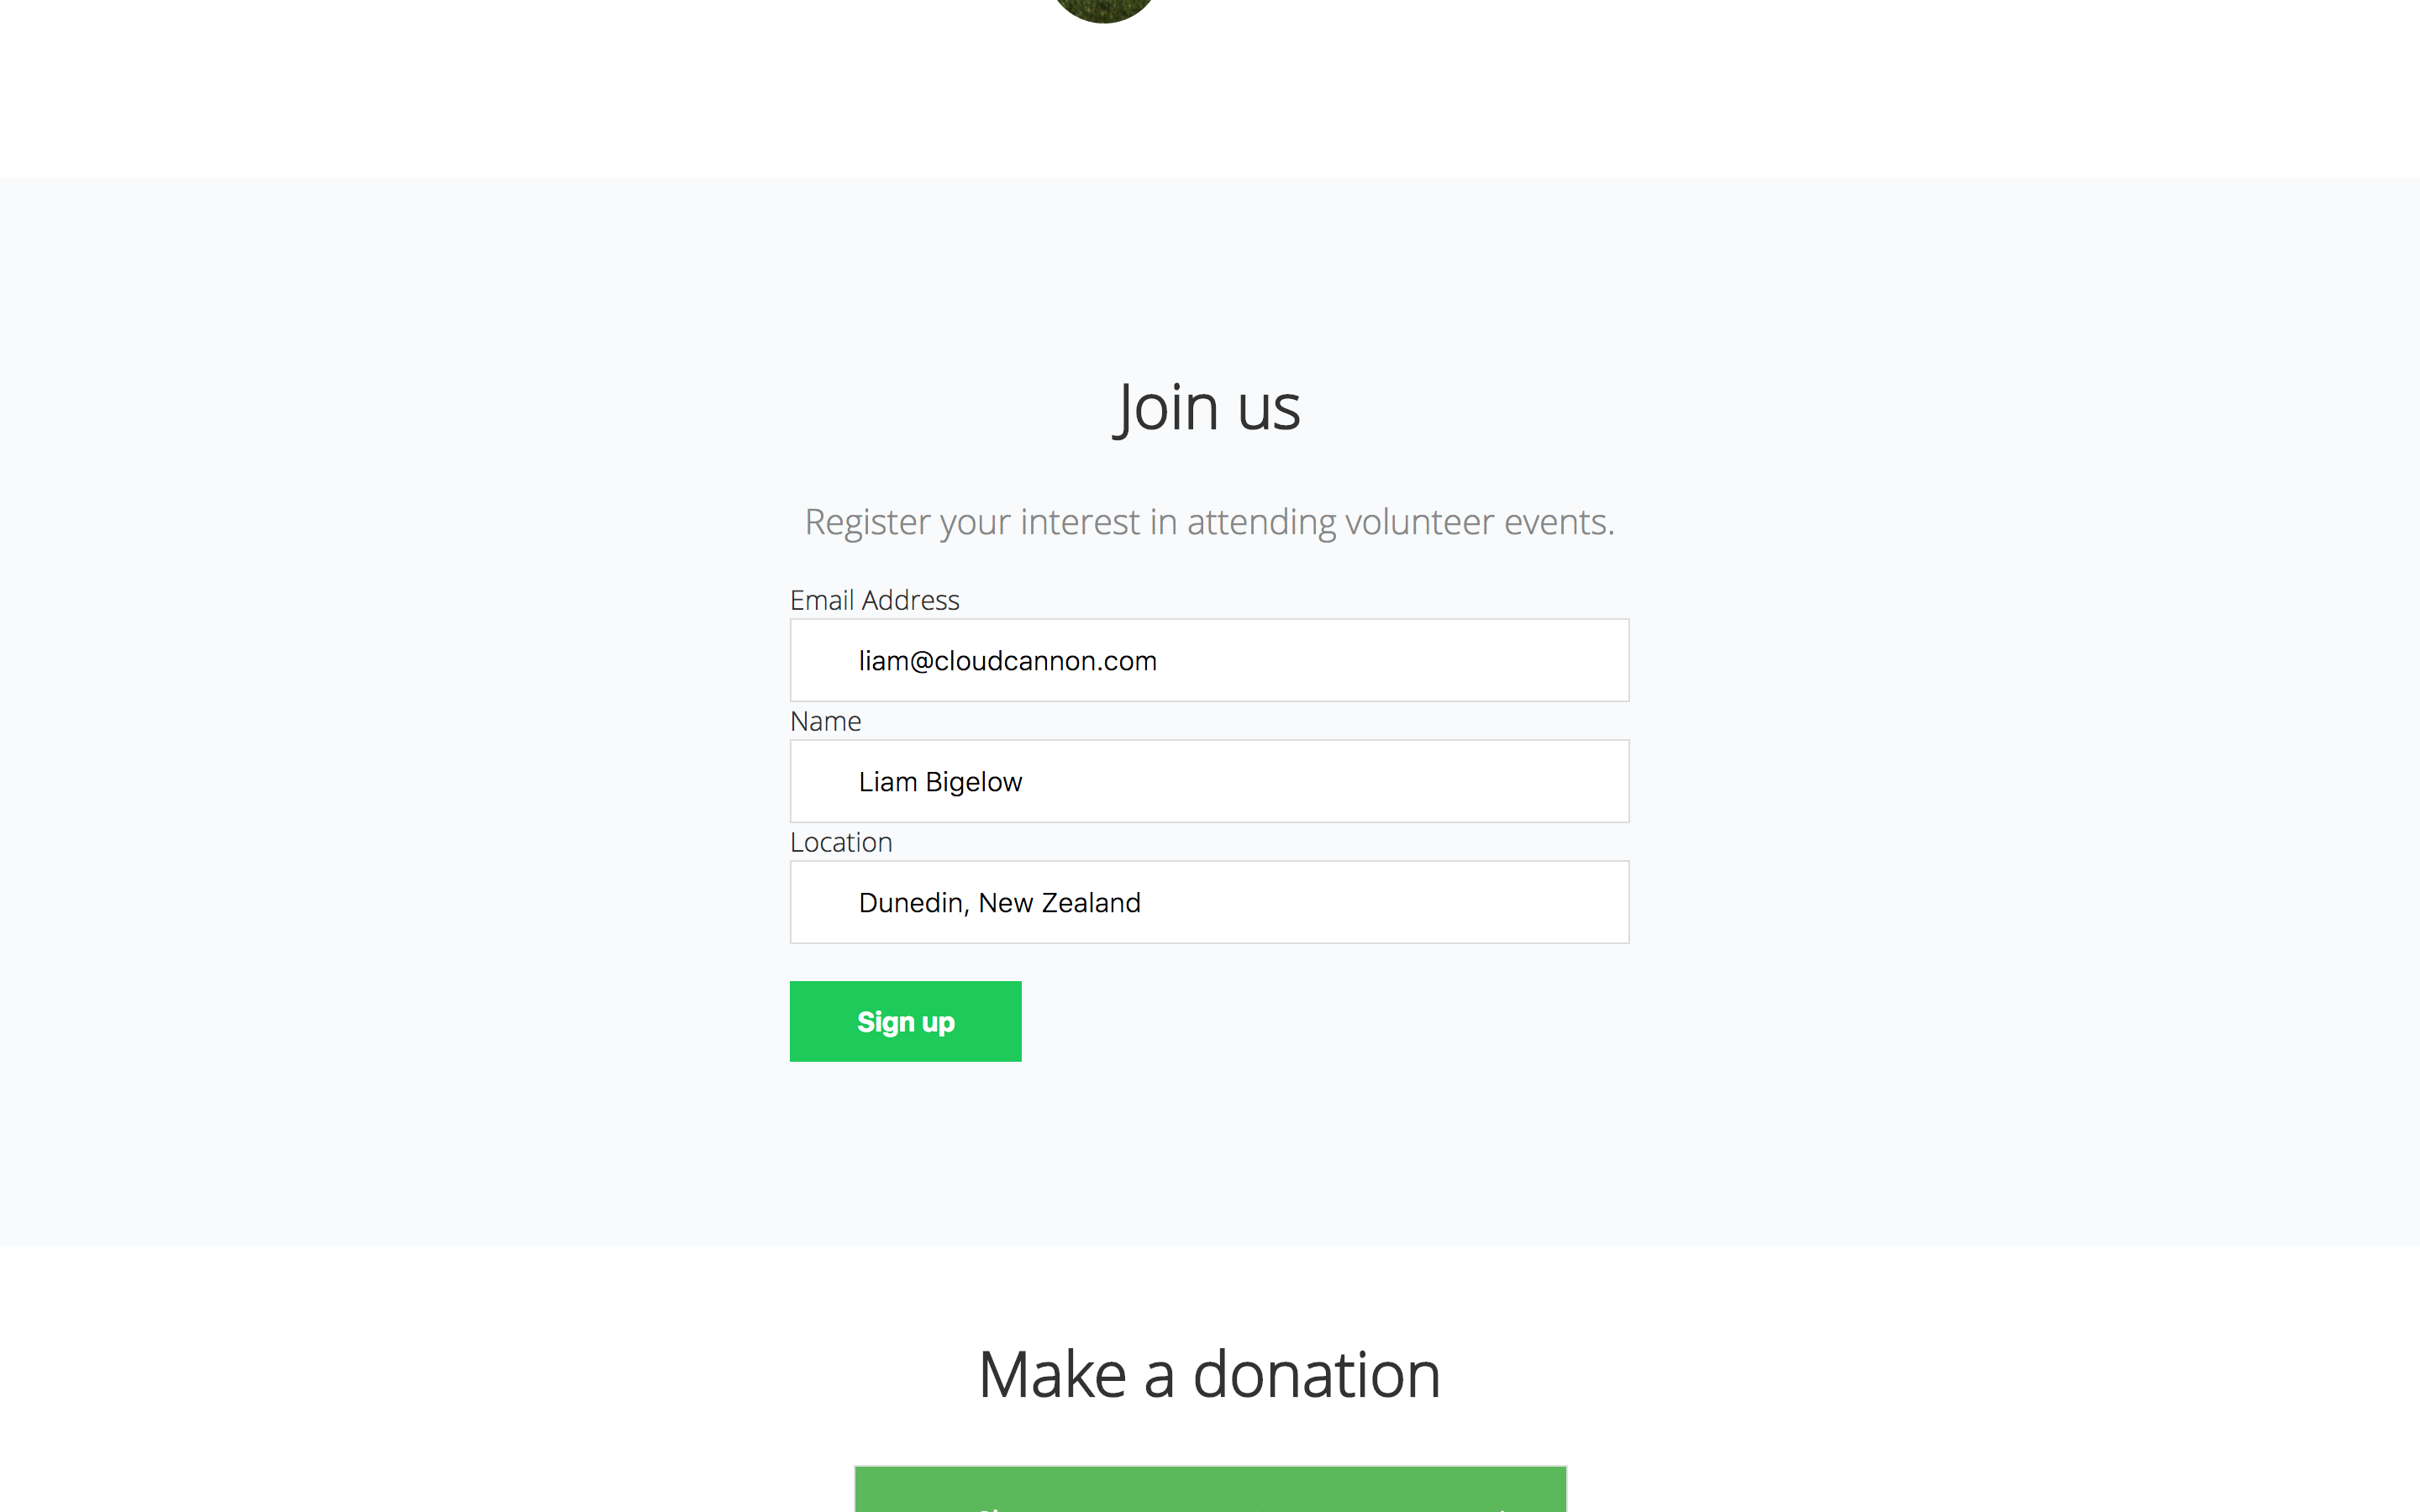 Join us
Register your interest in attending volunteer events.
Email Address
liam@cloudcannon.com
Name
Liam Bigelow
Location
Dunedin, New Zealand
Sign up
Make a donation